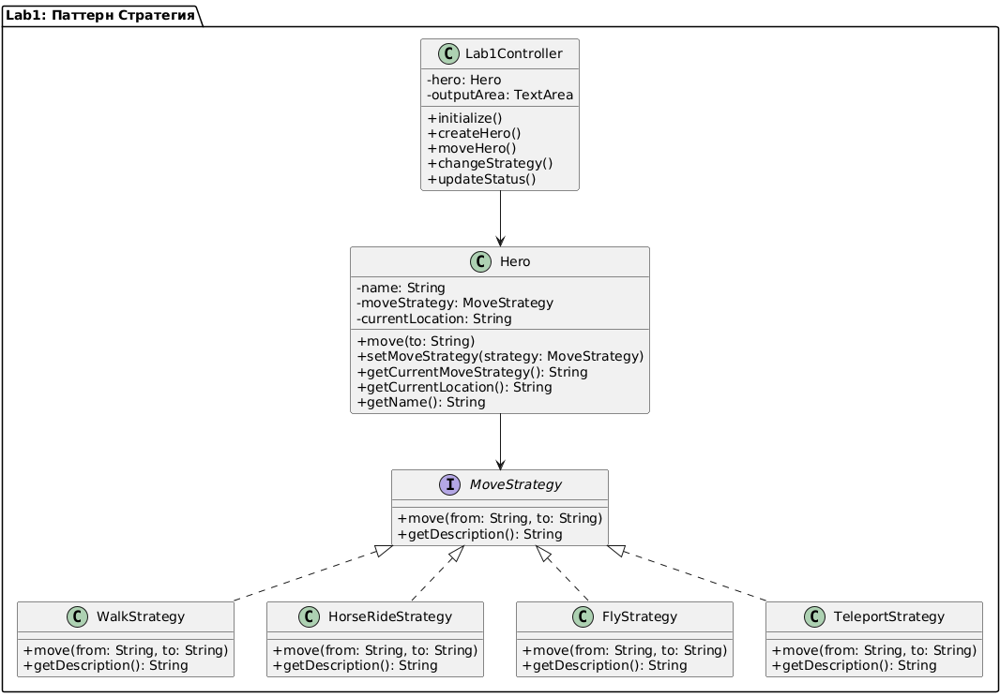 Lab1: Паттерн Стратегия
C Lab1Controller
-hero: Hero
-outputArea: TextArea
+initialize()
+createHero()
+moveHero()
+changeStrategy()
+updateStatus()
C Hero
-name: String
-moveStrategy: MoveStrategy
-currentLocation: String
+move(to: String)
+setMoveStrategy(strategy: MoveStrategy)
+getCurrentMoveStrategy(): String
+getCurrentLocation(): String
+getName(): String
I MoveStrategy
+move(from: String, to: String)
+getDescription(): String
C WalkStrategy
+move(from: String, to: String)
+getDescription(): String
C HorseRideStrategy
+move(from: String, to: String)
+getDescription(): String
C FlyStrategy
+move(from: String, to: String)
+getDescription(): String
C TeleportStrategy
+move(from: String, to: String)
+getDescription(): String